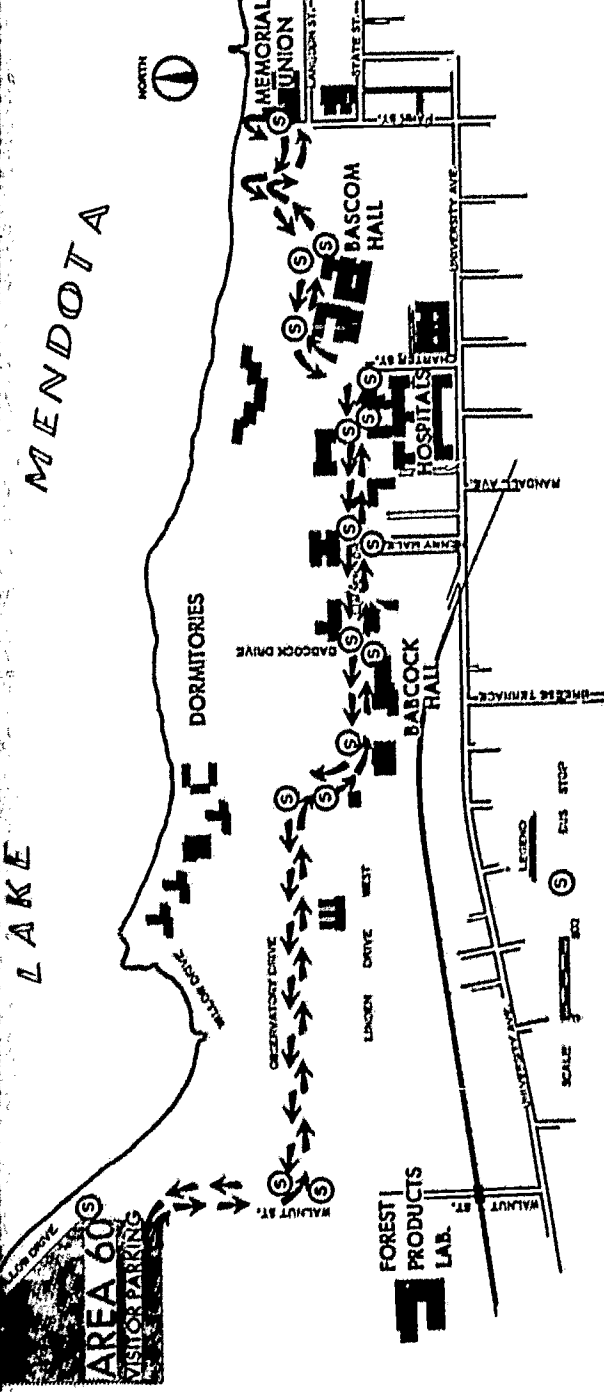 LAKE MENDOTA
NORTH
MEMORIAL
UNION
LANGDON ST.
STATE ST.
PARK ST.
BASCOM
HALL
UNIVERSITY AVE.
CHARTER ST.
HOSPITALS
RANDALL AVE.
DORMITORIES
BABCOCK DRIVE
BABCOCK
HALL
BREESE TERRACE
WILLOW DRIVE
OBSERVATORY DRIVE
LINDEN DRIVE WEST
WALNUT ST.
AREA 60
VISITOR PARKING
FOREST
PRODUCTS
LAB.
WALNUT ST.
UNIVERSITY AVE.
LEGEND
S BUS STOP
SCALE